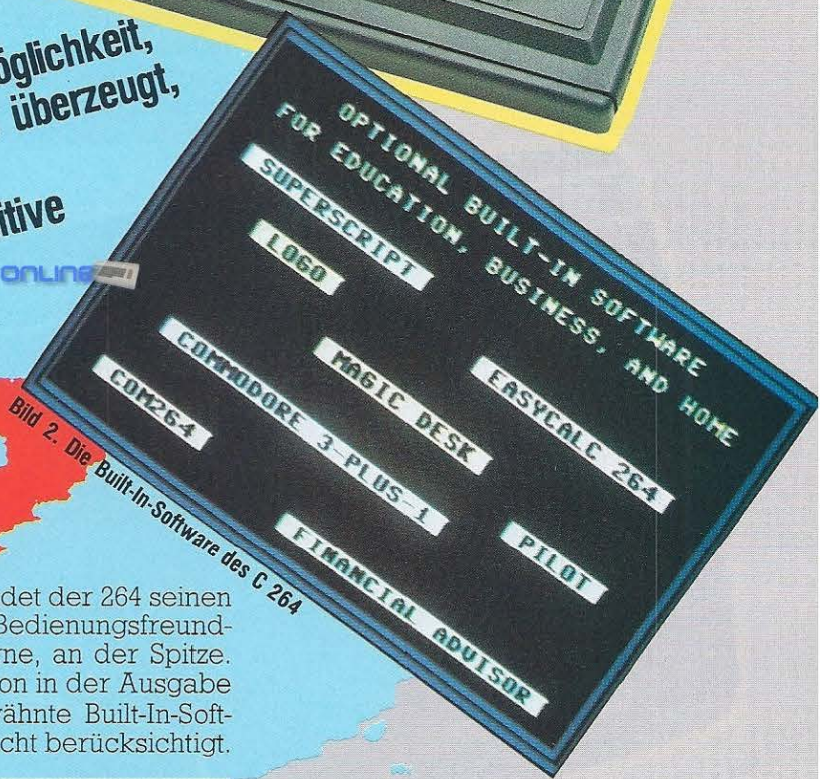 öglichkeit,
überzeugt,
itive
ONLINE
OPTIONAL BUILT-IN SOFTWARE
FOR EDUCATION, BUSINESS, AND HOME
SUPERSCRIPT
LOGO
MAGIC DESK
EASYCALC 264
COMMODORE 3-PLUS-1
COM264
PILOT
FINANCIAL ADVISOR
Bild 2. Die Built-In-Software des C 264
det der 264 seinen
Bedienungsfreund-
rne, an der Spitze.
on in der Ausgabe
ähnte Built-In-Soft-
cht berücksichtigt.